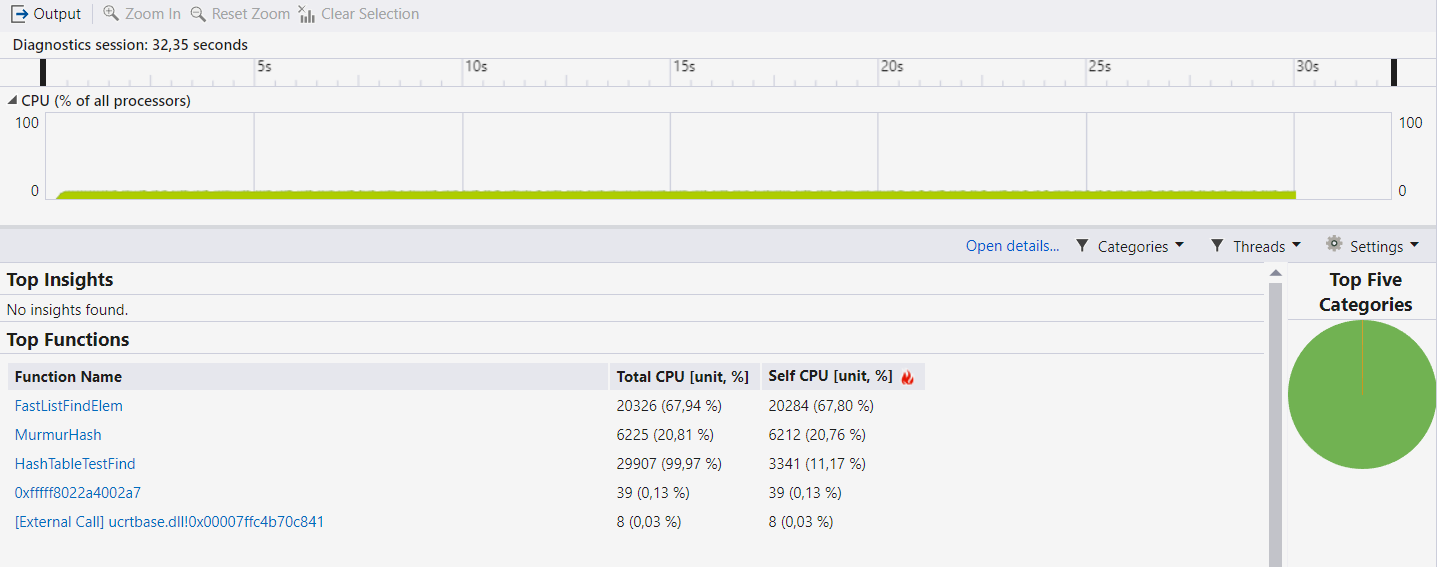 Output Zoom In Reset Zoom Clear Selection
Diagnostics session: 32,35 seconds
5s 10s 15s 20s 25s 30s
CPU (% of all processors)
100 100
0 0
Open details... Categories Threads Settings
Top Insights
No insights found.
Top Functions
Function Name Total CPU [unit, %] Self CPU [unit, %]
FastListFindElem 20326 (67,94 %) 20284 (67,80 %)
MurmurHash 6225 (20,81 %) 6212 (20,76 %)
HashTableTestFind 29907 (99,97 %) 3341 (11,17 %)
0xfffff8022a4002a7 39 (0,13 %) 39 (0,13 %)
[External Call] ucrtbase.dll!0x00007ffc4b70c841 8 (0,03 %) 8 (0,03 %)
Top Five
Categories